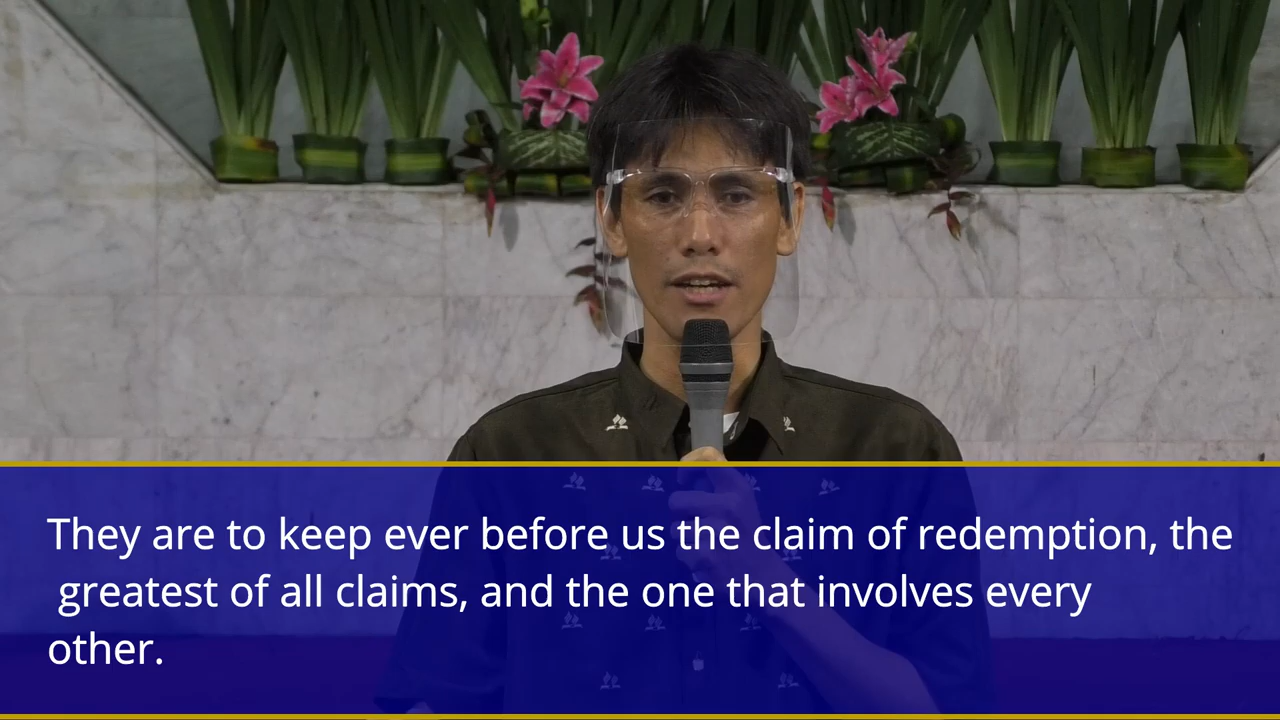 They are to keep ever before us the claim of redemption, the
greatest of all claims, and the one that involves every
other.